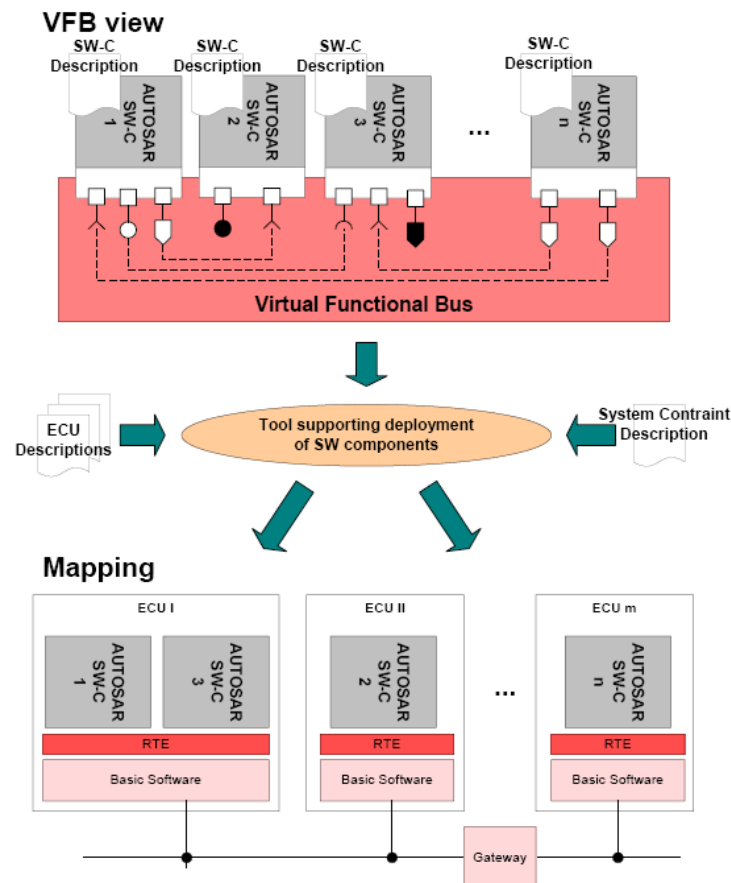 VFB view
SW-C
Description
SW-C
Description
SW-C
Description
SW-C
Description
AUTOSAR
SW-C
1
AUTOSAR
SW-C
2
AUTOSAR
SW-C
3
...
AUTOSAR
SW-C
n
Virtual Functional Bus
ECU
Descriptions
Tool supporting deployment
of SW components
System Contraint
Description
Mapping
ECU I
ECU II
ECU m
AUTOSAR
SW-C
1
AUTOSAR
SW-C
3
AUTOSAR
SW-C
2
...
AUTOSAR
SW-C
n
RTE
RTE
RTE
Basic Software
Basic Software
Basic Software
Gateway